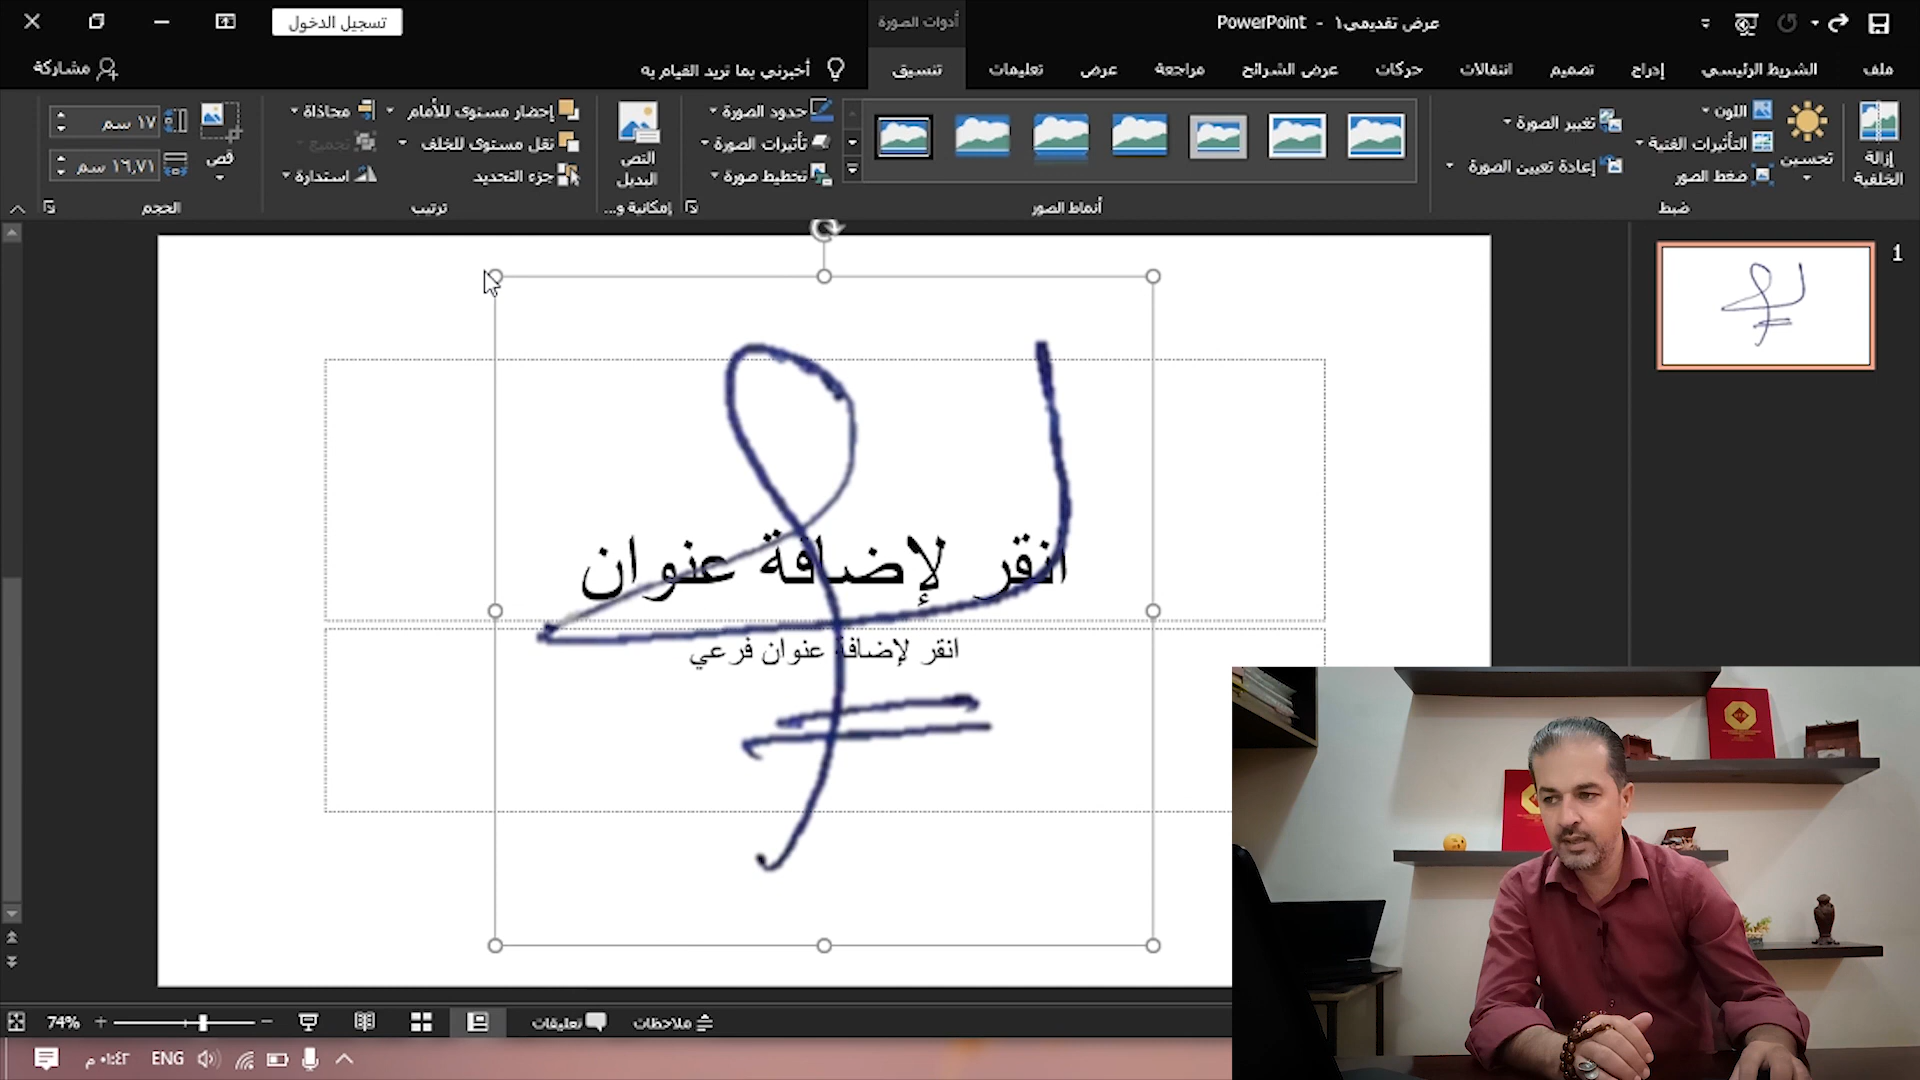 عرض تقديمي١ - PowerPoint
أدوات الصورة
تسجيل الدخول
ملف
الشريط الرئيسي
إدراج
تصميم
انتقالات
حركات
عرض الشرائح
مراجعة
عرض
تعليمات
تنسيق
أخبرني بما تريد القيام به
مشاركة
إزالة الخلفية
تحسين
اللون
التأثيرات الفنية
ضغط الصور
تغيير الصورة
إعادة تعيين الصورة
ضبط
أنماط الصور
حدود الصورة
تأثيرات الصورة
تخطيط صورة
النص البديل
إمكانية و...
إحضار مستوى للأمام
نقل مستوى للخلف
جزء التحديد
محاذاة
تجميع
استدارة
ترتيب
قص
١٧ سم
١٦,٧١ سم
الحجم
1
انقر لإضافة عنوان
انقر لإضافة عنوان فرعي
ملاحظات
تعليقات
74%
ENG
٠١:٤٢ م